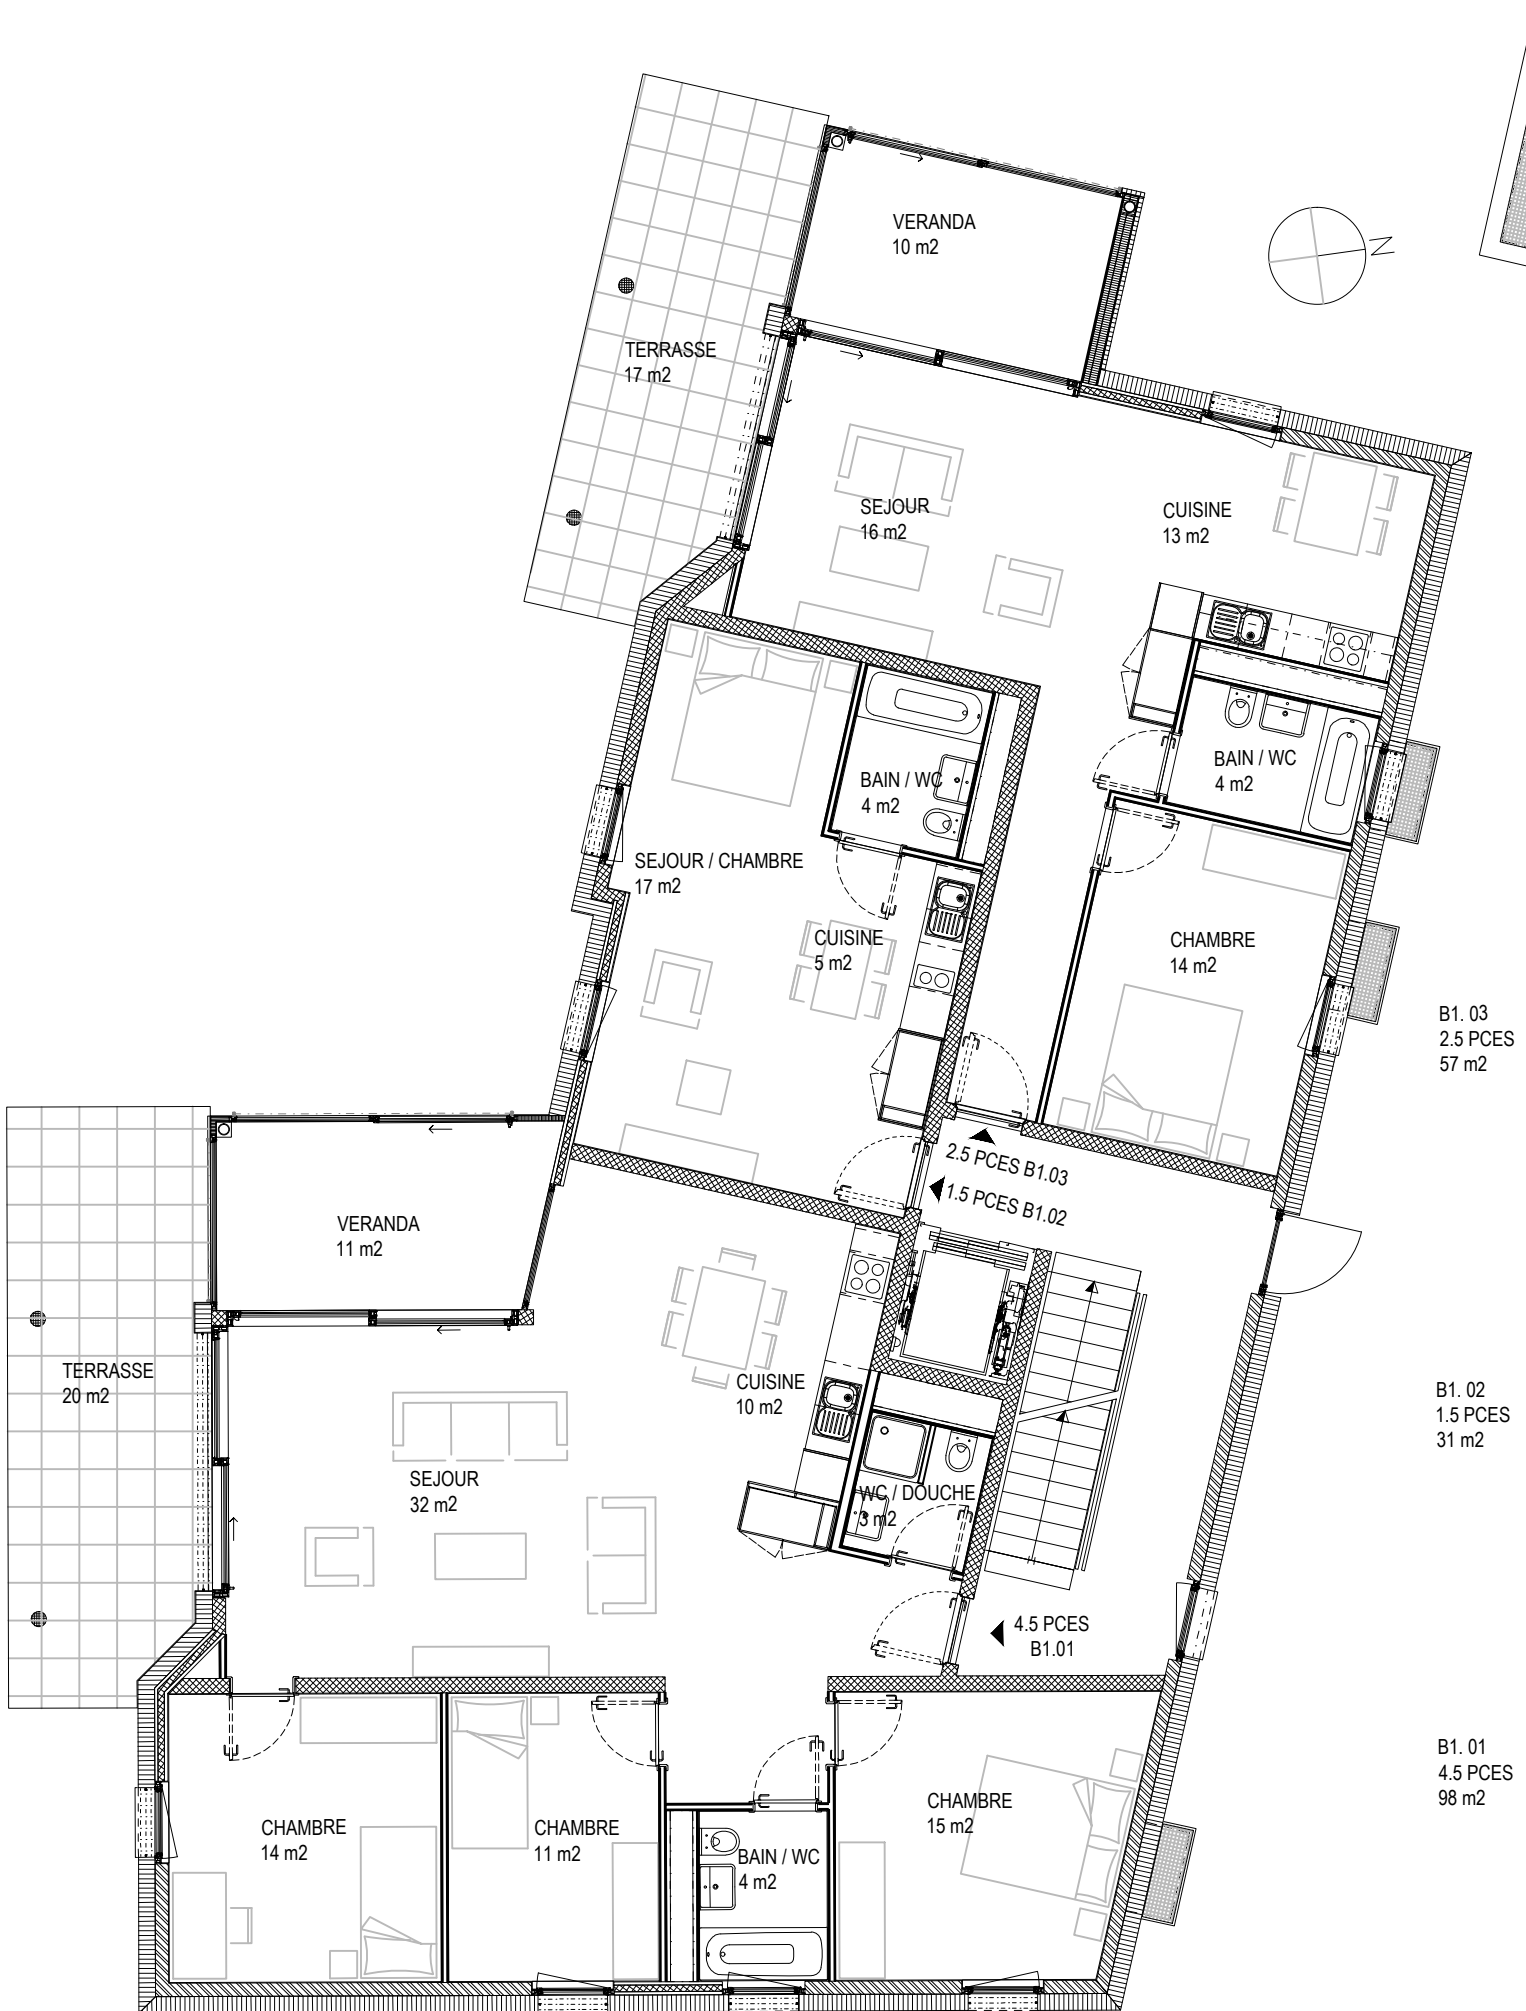 VERANDA
10 m2
N
TERRASSE
17 m2
SEJOUR
16 m2
CUISINE
13 m2
BAIN / WC
4 m2
BAIN / WC
4 m2
SEJOUR / CHAMBRE
17 m2
CUISINE
5 m2
CHAMBRE
14 m2
B1. 03
2.5 PCES
57 m2
2.5 PCES B1.03
1.5 PCES B1.02
VERANDA
11 m2
TERRASSE
20 m2
CUISINE
10 m2
B1. 02
1.5 PCES
31 m2
SEJOUR
32 m2
WC / DOUCHE
3 m2
4.5 PCES
B1.01
B1. 01
4.5 PCES
98 m2
CHAMBRE
14 m2
CHAMBRE
11 m2
BAIN / WC
4 m2
CHAMBRE
15 m2